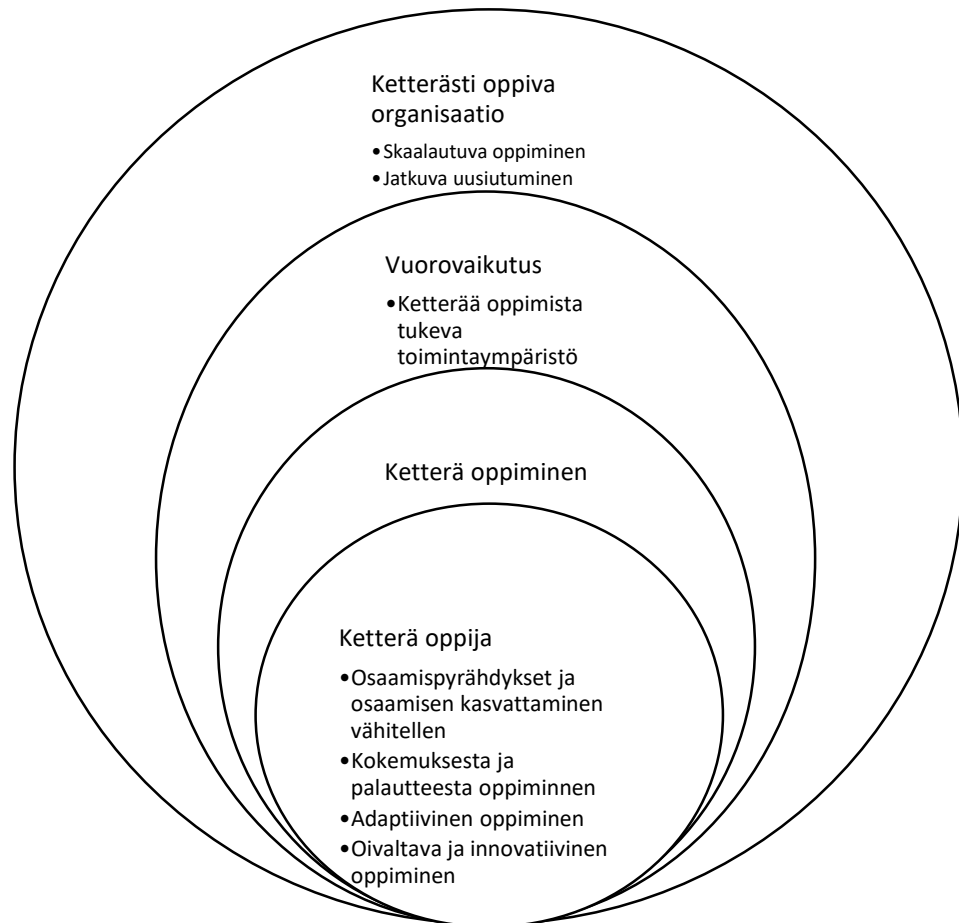 Ketterästi oppiva
organisaatio
•Skaalautuva oppiminen
•Jatkuva uusiutuminen
Vuorovaikutus
•Ketterää oppimista
tukeva
toimintaympäristö
Ketterä oppiminen
Ketterä oppija
•Osaamispyrähdykset ja
osaamisen kasvattaminen
vähitellen
•Kokemuksesta ja
palautteesta oppiminnen
•Adaptiivinen oppiminen
•Oivaltava ja innovatiivinen
oppiminen